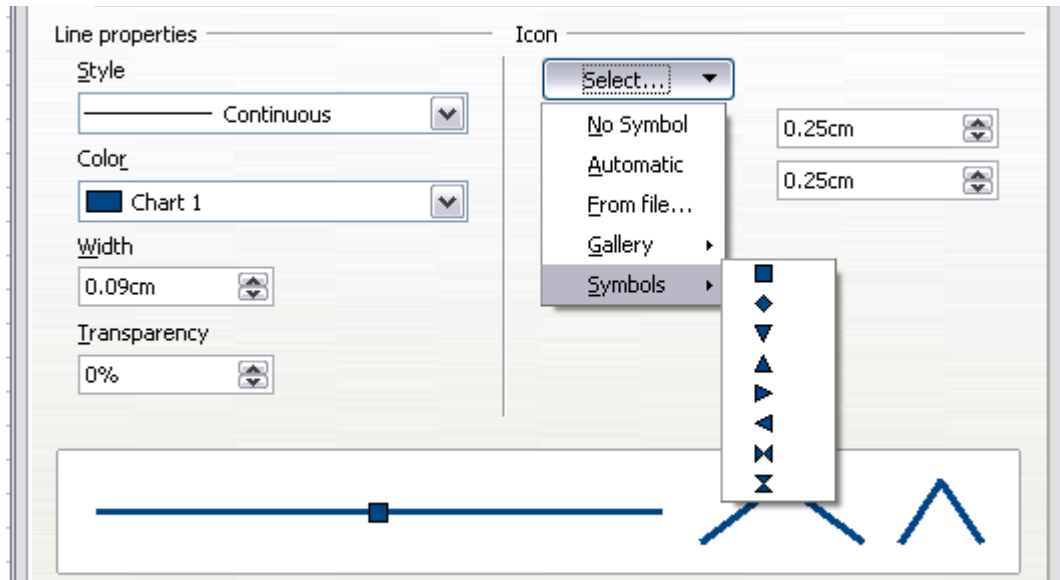 Line properties
Style
Continuous
Color
Chart 1
Width
0.09cm
Transparency
0%
Icon
Select...
No Symbol
Automatic
From file...
Gallery
Symbols
0.25cm
0.25cm